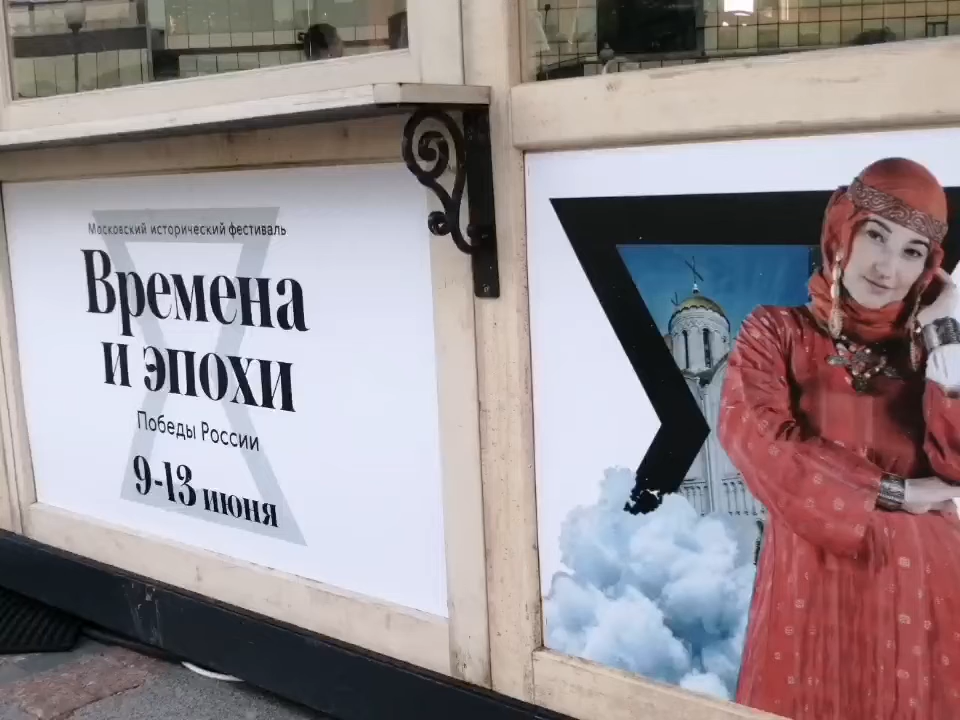 Московский исторический фестиваль
Времена
и эпохи
Победы России
9-13 июня